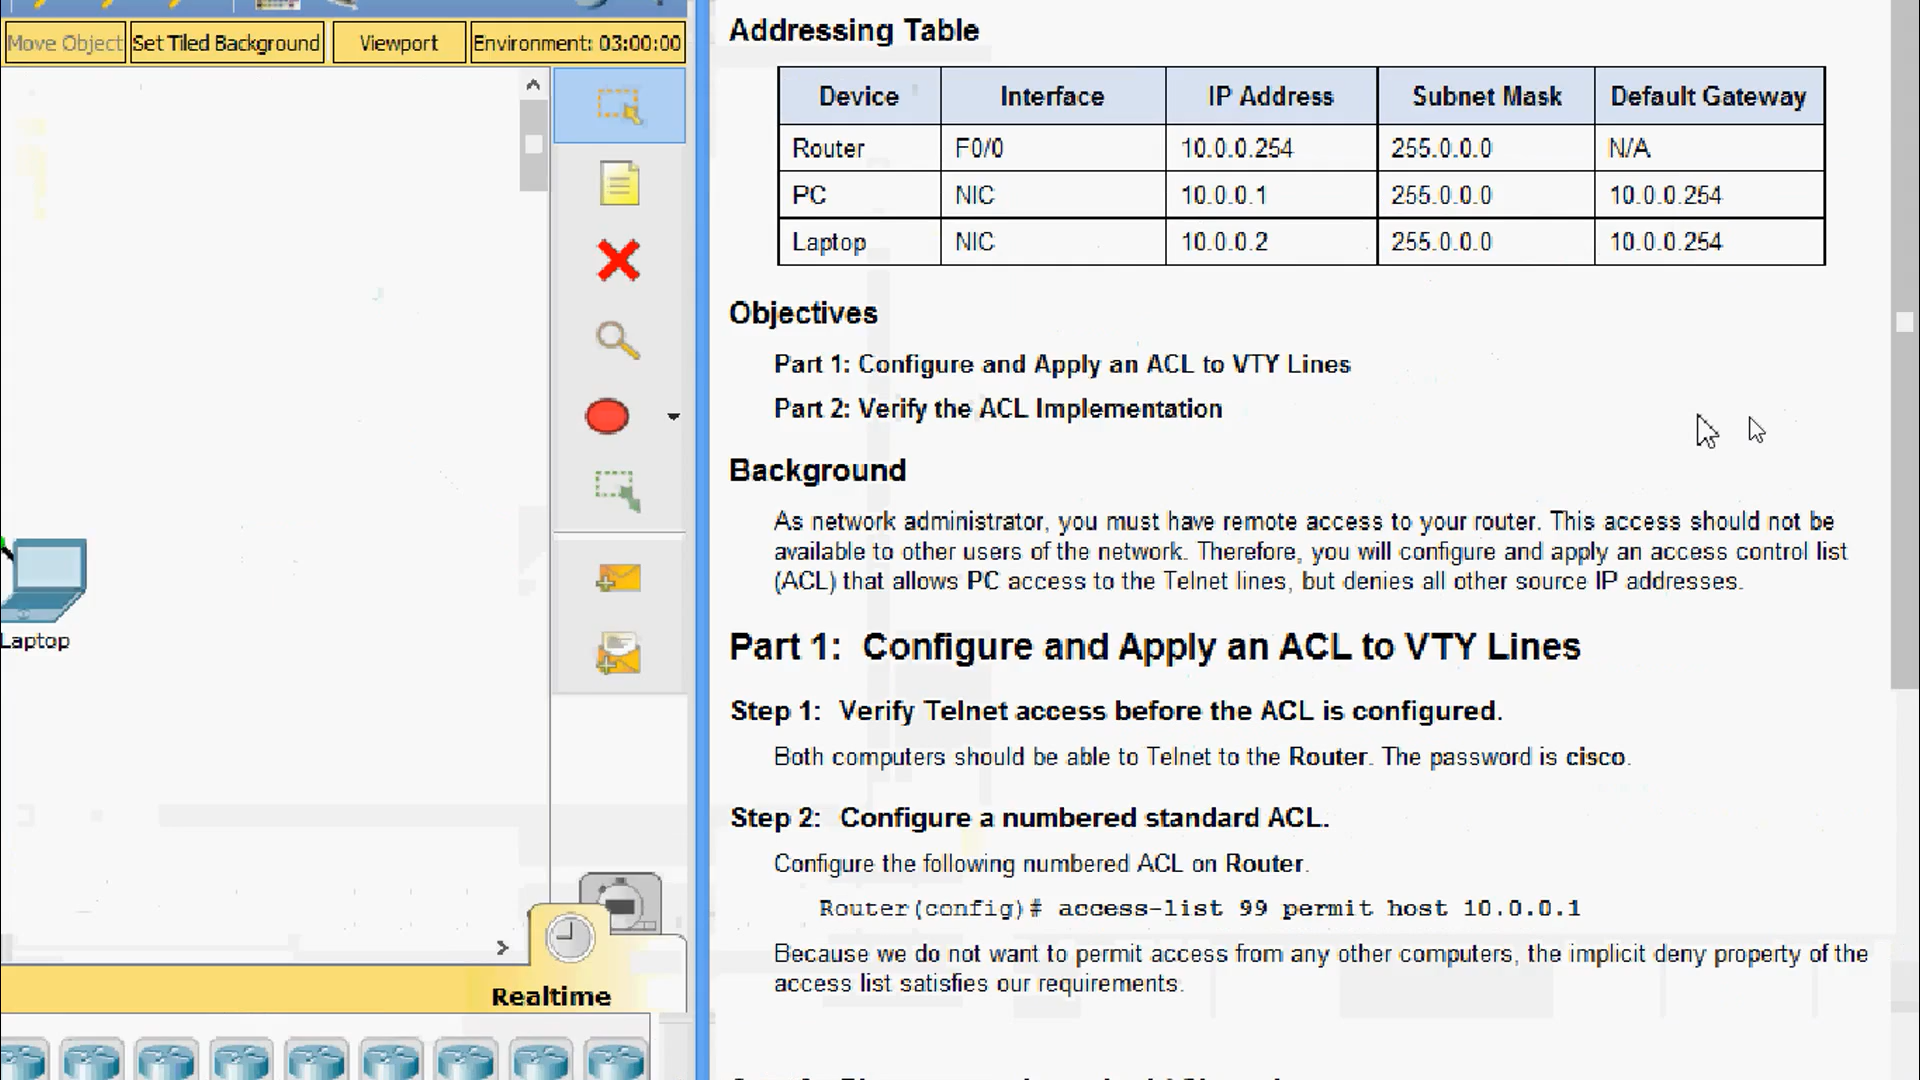 Move Object Set Tiled Background Viewport Environment: 03:00:00
Laptop
Realtime
Addressing Table
Device Interface IP Address Subnet Mask Default Gateway
Router F0/0 10.0.0.254 255.0.0.0 N/A
PC NIC 10.0.0.1 255.0.0.0 10.0.0.254
Laptop NIC 10.0.0.2 255.0.0.0 10.0.0.254
Objectives
Part 1: Configure and Apply an ACL to VTY Lines
Part 2: Verify the ACL Implementation
Background
As network administrator, you must have remote access to your router. This access should not be
available to other users of the network. Therefore, you will configure and apply an access control list
(ACL) that allows PC access to the Telnet lines, but denies all other source IP addresses.
Part 1: Configure and Apply an ACL to VTY Lines
Step 1: Verify Telnet access before the ACL is configured.
Both computers should be able to Telnet to the Router. The password is cisco.
Step 2: Configure a numbered standard ACL.
Configure the following numbered ACL on Router.
Router(config)# access-list 99 permit host 10.0.0.1
Because we do not want to permit access from any other computers, the implicit deny property of the
access list satisfies our requirements.